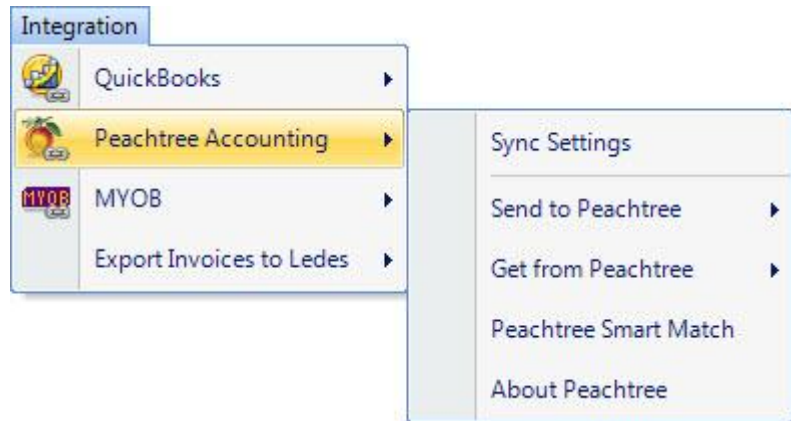 Integration
QuickBooks
Peachtree Accounting
MYOB
MYOB
Export Invoices to Ledes
Sync Settings
Send to Peachtree
Get from Peachtree
Peachtree Smart Match
About Peachtree